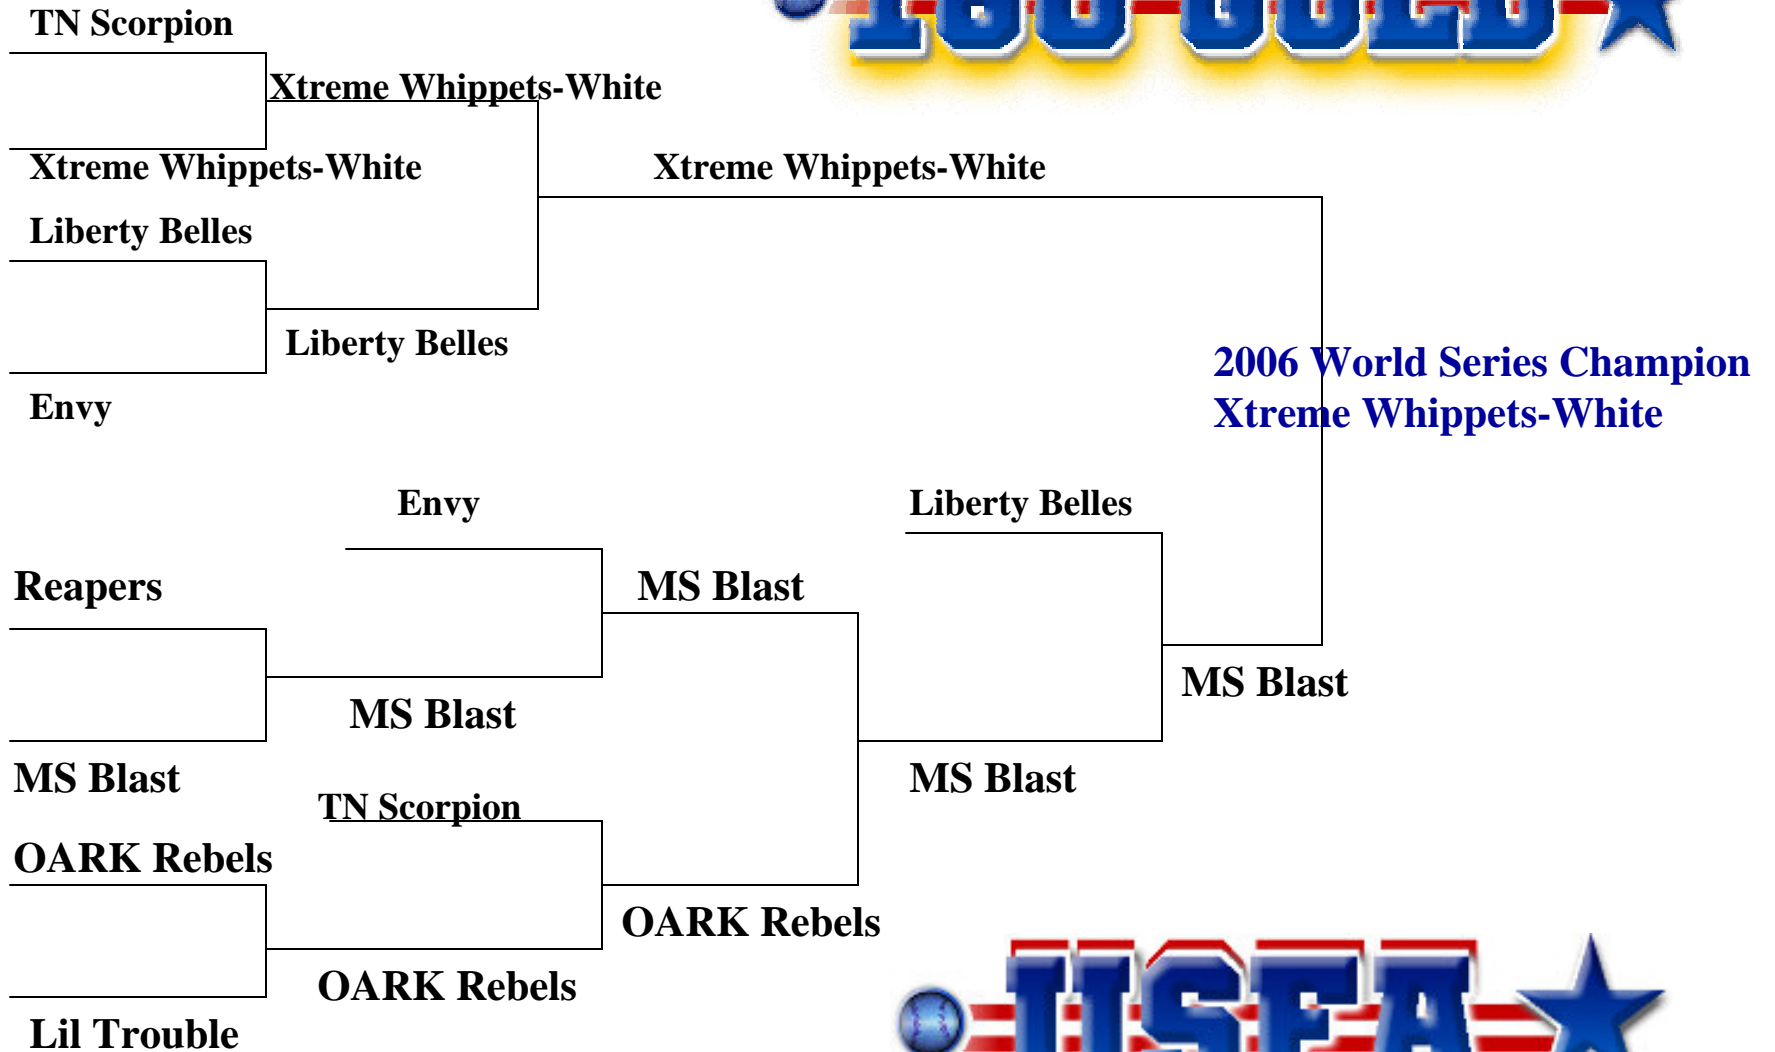 16U GOLD
TN Scorpion
Xtreme Whippets-White
Xtreme Whippets-White
Xtreme Whippets-White
Liberty Belles
Liberty Belles
Envy
2006 World Series Champion
Xtreme Whippets-White
Envy
Liberty Belles
Reapers
MS Blast
MS Blast
MS Blast
MS Blast
MS Blast
TN Scorpion
OARK Rebels
OARK Rebels
OARK Rebels
Lil Trouble
USFA